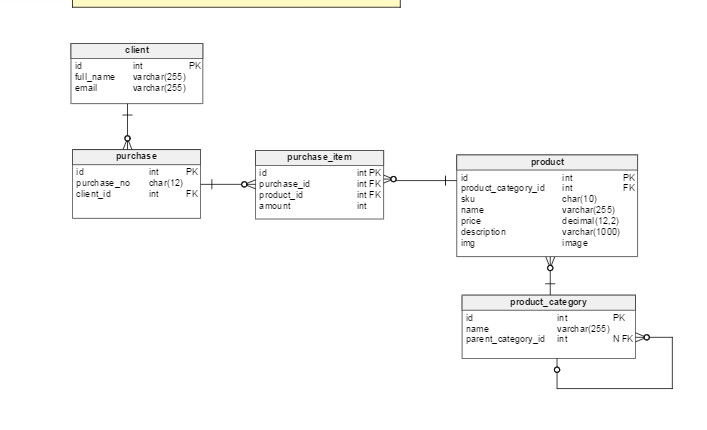 client
id int PK
full_name varchar(255)
email varchar(255)
purchase
id int PK
purchase_no char(12)
client_id int FK
purchase_item
id int PK
purchase_id int FK
product_id int FK
amount int
product
id int PK
product_category_id int FK
sku char(10)
name varchar(255)
price decimal(12,2)
description varchar(1000)
img image
product_category
id int PK
name varchar(255)
parent_category_id int N FK